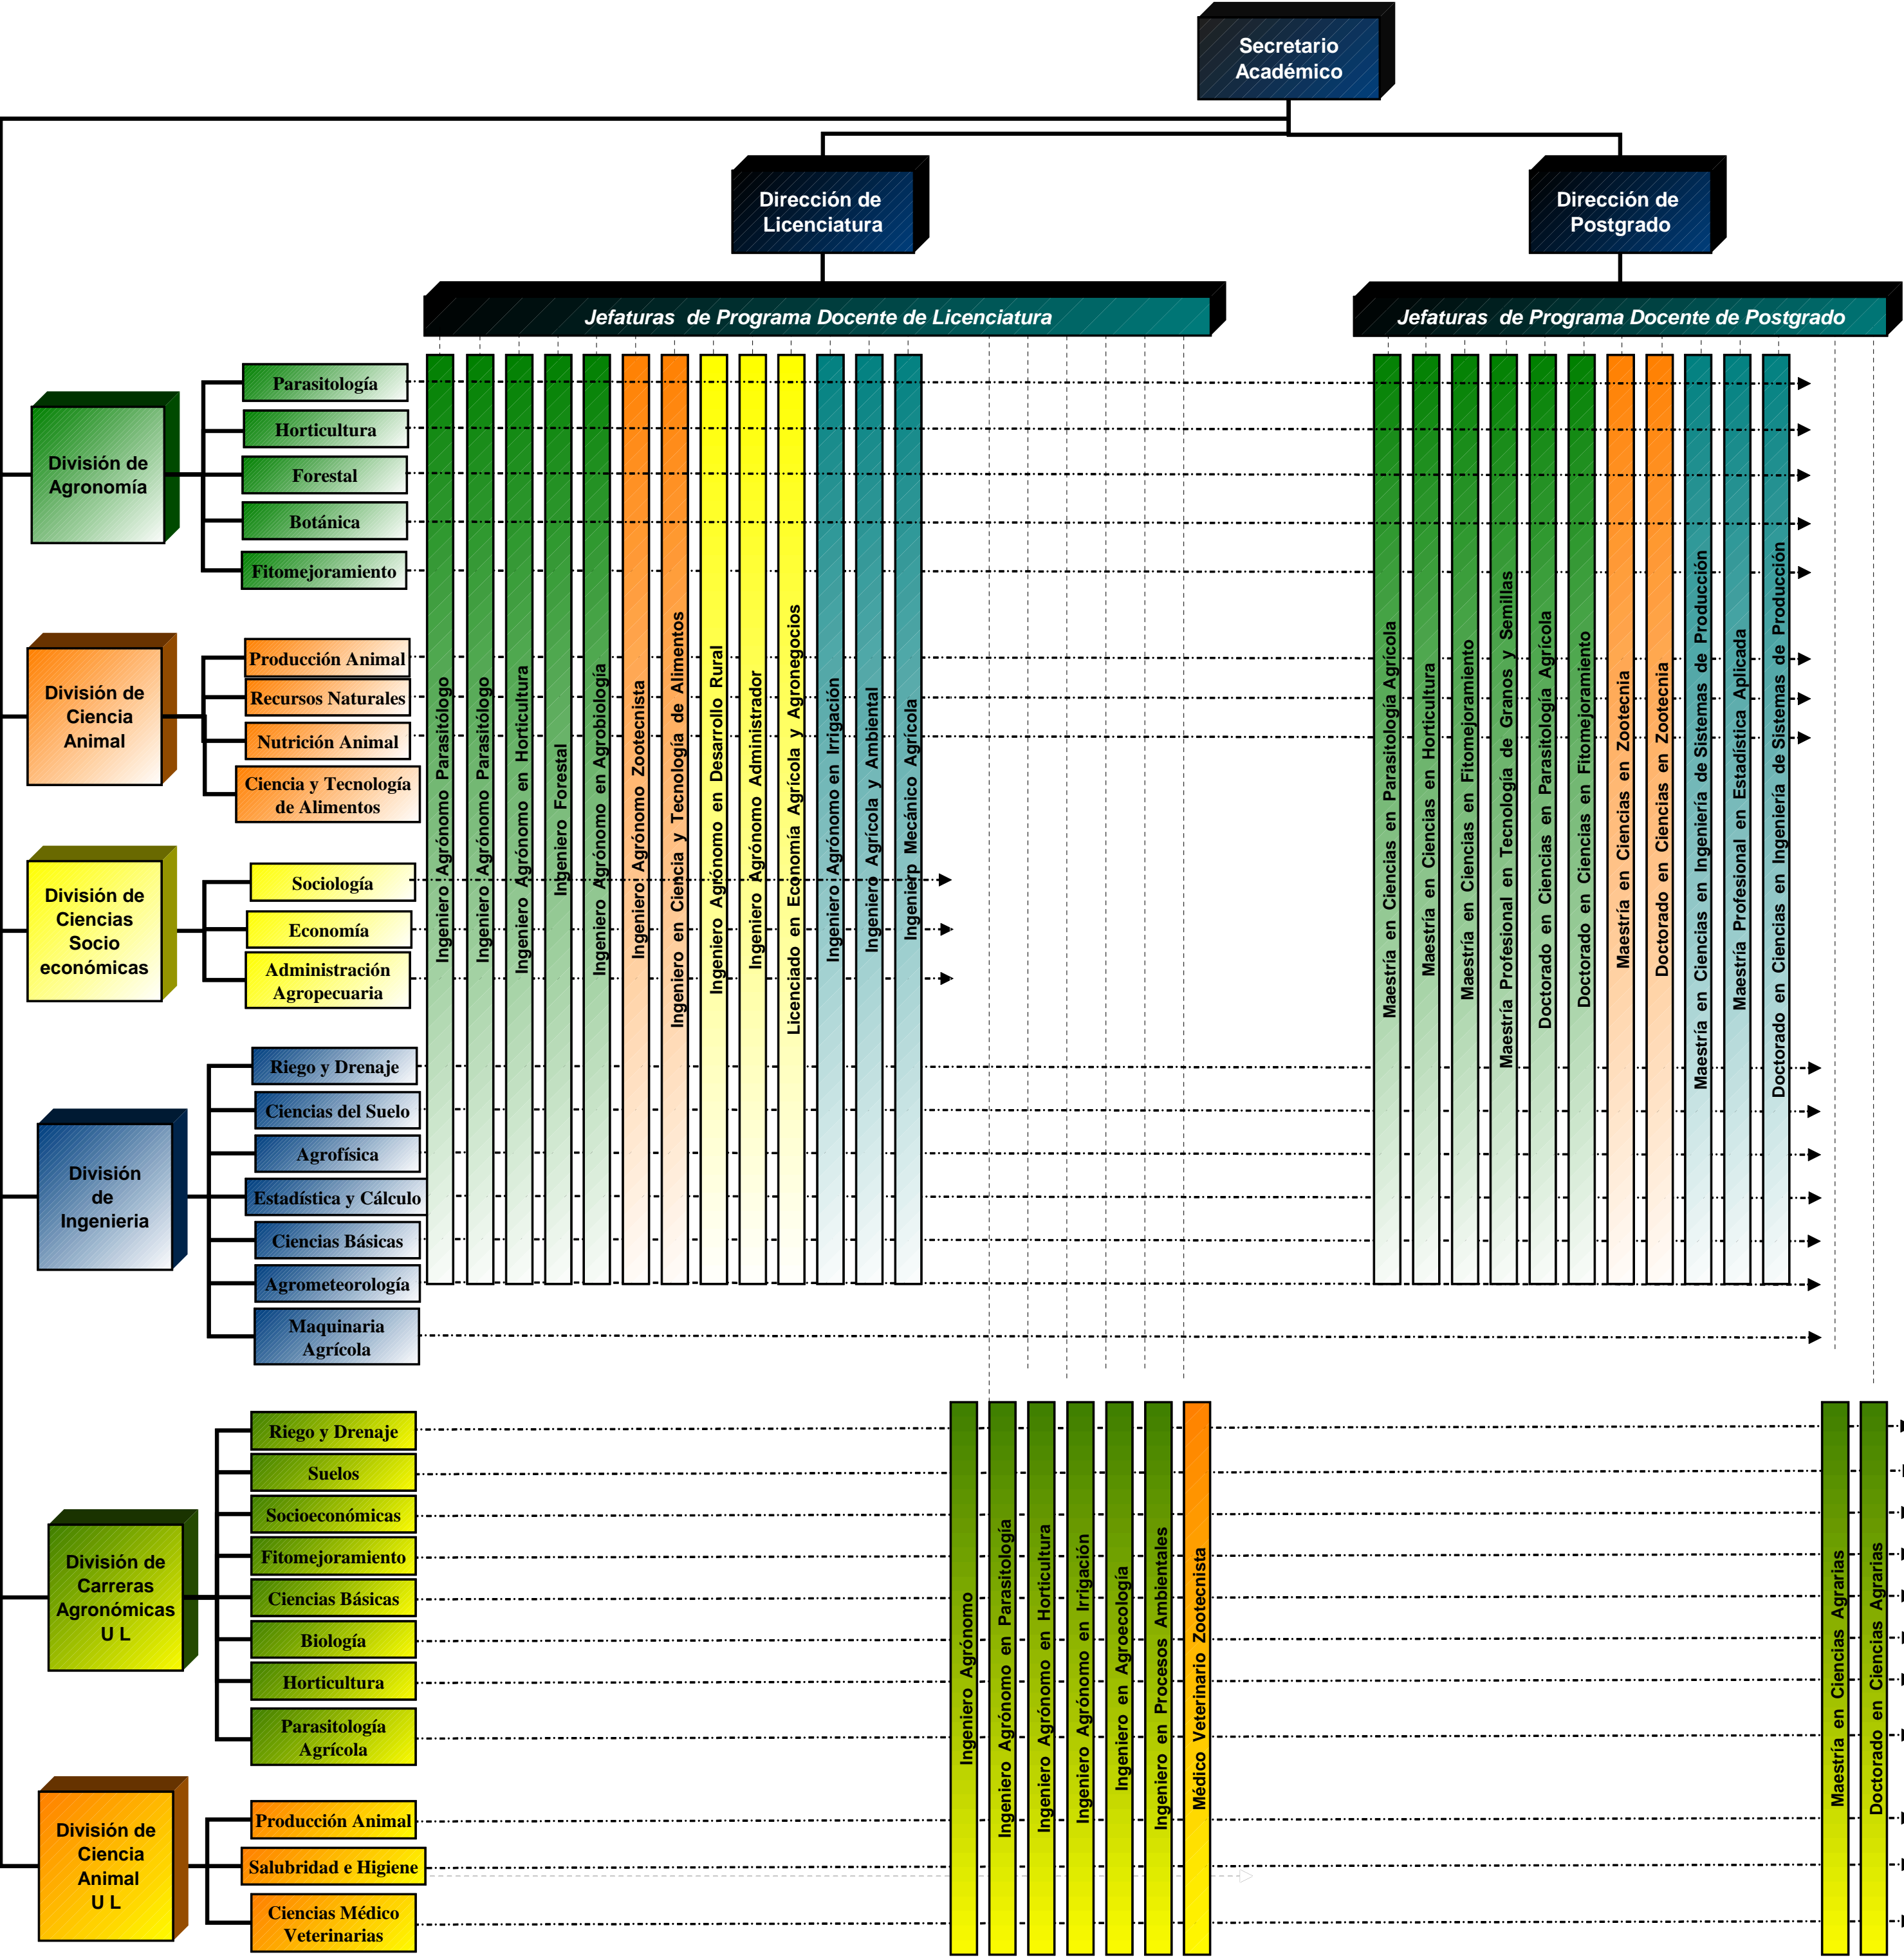 Secretario
Académico
Dirección de
Licenciatura
Dirección de
Postgrado
Jefaturas de Programa Docente de Licenciatura
Jefaturas de Programa Docente de Postgrado
División de
Agronomía
Parasitología
Horticultura
Forestal
Botánica
Fitomejoramiento
División de
Ciencia
Animal
Producción Animal
Recursos Naturales
Nutrición Animal
Ciencia y Tecnología
de Alimentos
División de
Ciencias
Socio
económicas
Sociología
Economía
Administración
Agropecuaria
División
de
Ingenieria
Riego y Drenaje
Ciencias del Suelo
Agrofísica
Estadística y Cálculo
Ciencias Básicas
Agrometeorología
Maquinaria
Agrícola
Ingeniero Agrónomo Parasitólogo
Ingeniero Agrónomo Parasitólogo
Ingeniero Agrónomo en Horticultura
Ingeniero Forestal
Ingeniero Agrónomo en Agrobiología
Ingeniero Agrónomo Zootecnista
Ingeniero en Ciencia y Tecnología de Alimentos
Ingeniero Agrónomo en Desarrollo Rural
Ingeniero Agrónomo Administrador
Licenciado en Economía Agrícola y Agronegocios
Ingeniero Agrónomo en Irrigación
Ingeniero Agrícola y Ambiental
Ingenierp Mecánico Agrícola
Maestría en Ciencias en Parasitología Agrícola
Maestría en Ciencias en Horticultura
Maestría en Ciencias en Fitomejoramiento
Maestría Profesional en Tecnología de Granos y Semillas
Doctorado en Ciencias en Parasitología Agrícola
Doctorado en Ciencias en Fitomejoramiento
Maestría en Ciencias en Zootecnia
Doctorado en Ciencias en Zootecnia
Maestría en Ciencias en Ingeniería de Sistemas de Producción
Maestría Profesional en Estadística Aplicada
Doctorado en Ciencias en Ingeniería de Sistemas de Producción
División de
Carreras
Agronómicas
U L
Riego y Drenaje
Suelos
Socioeconómicas
Fitomejoramiento
Ciencias Básicas
Biología
Horticultura
Parasitología
Agrícola
División de
Ciencia
Animal
U L
Producción Animal
Salubridad e Higiene
Ciencias Médico
Veterinarias
Ingeniero Agrónomo
Ingeniero Agrónomo en Parasitología
Ingeniero Agrónomo en Horticultura
Ingeniero Agrónomo en Irrigación
Ingeniero en Agroecología
Ingeniero en Procesos Ambientales
Médico Veterinario Zootecnista
Maestría en Ciencias Agrarias
Doctorado en Ciencias Agrarias